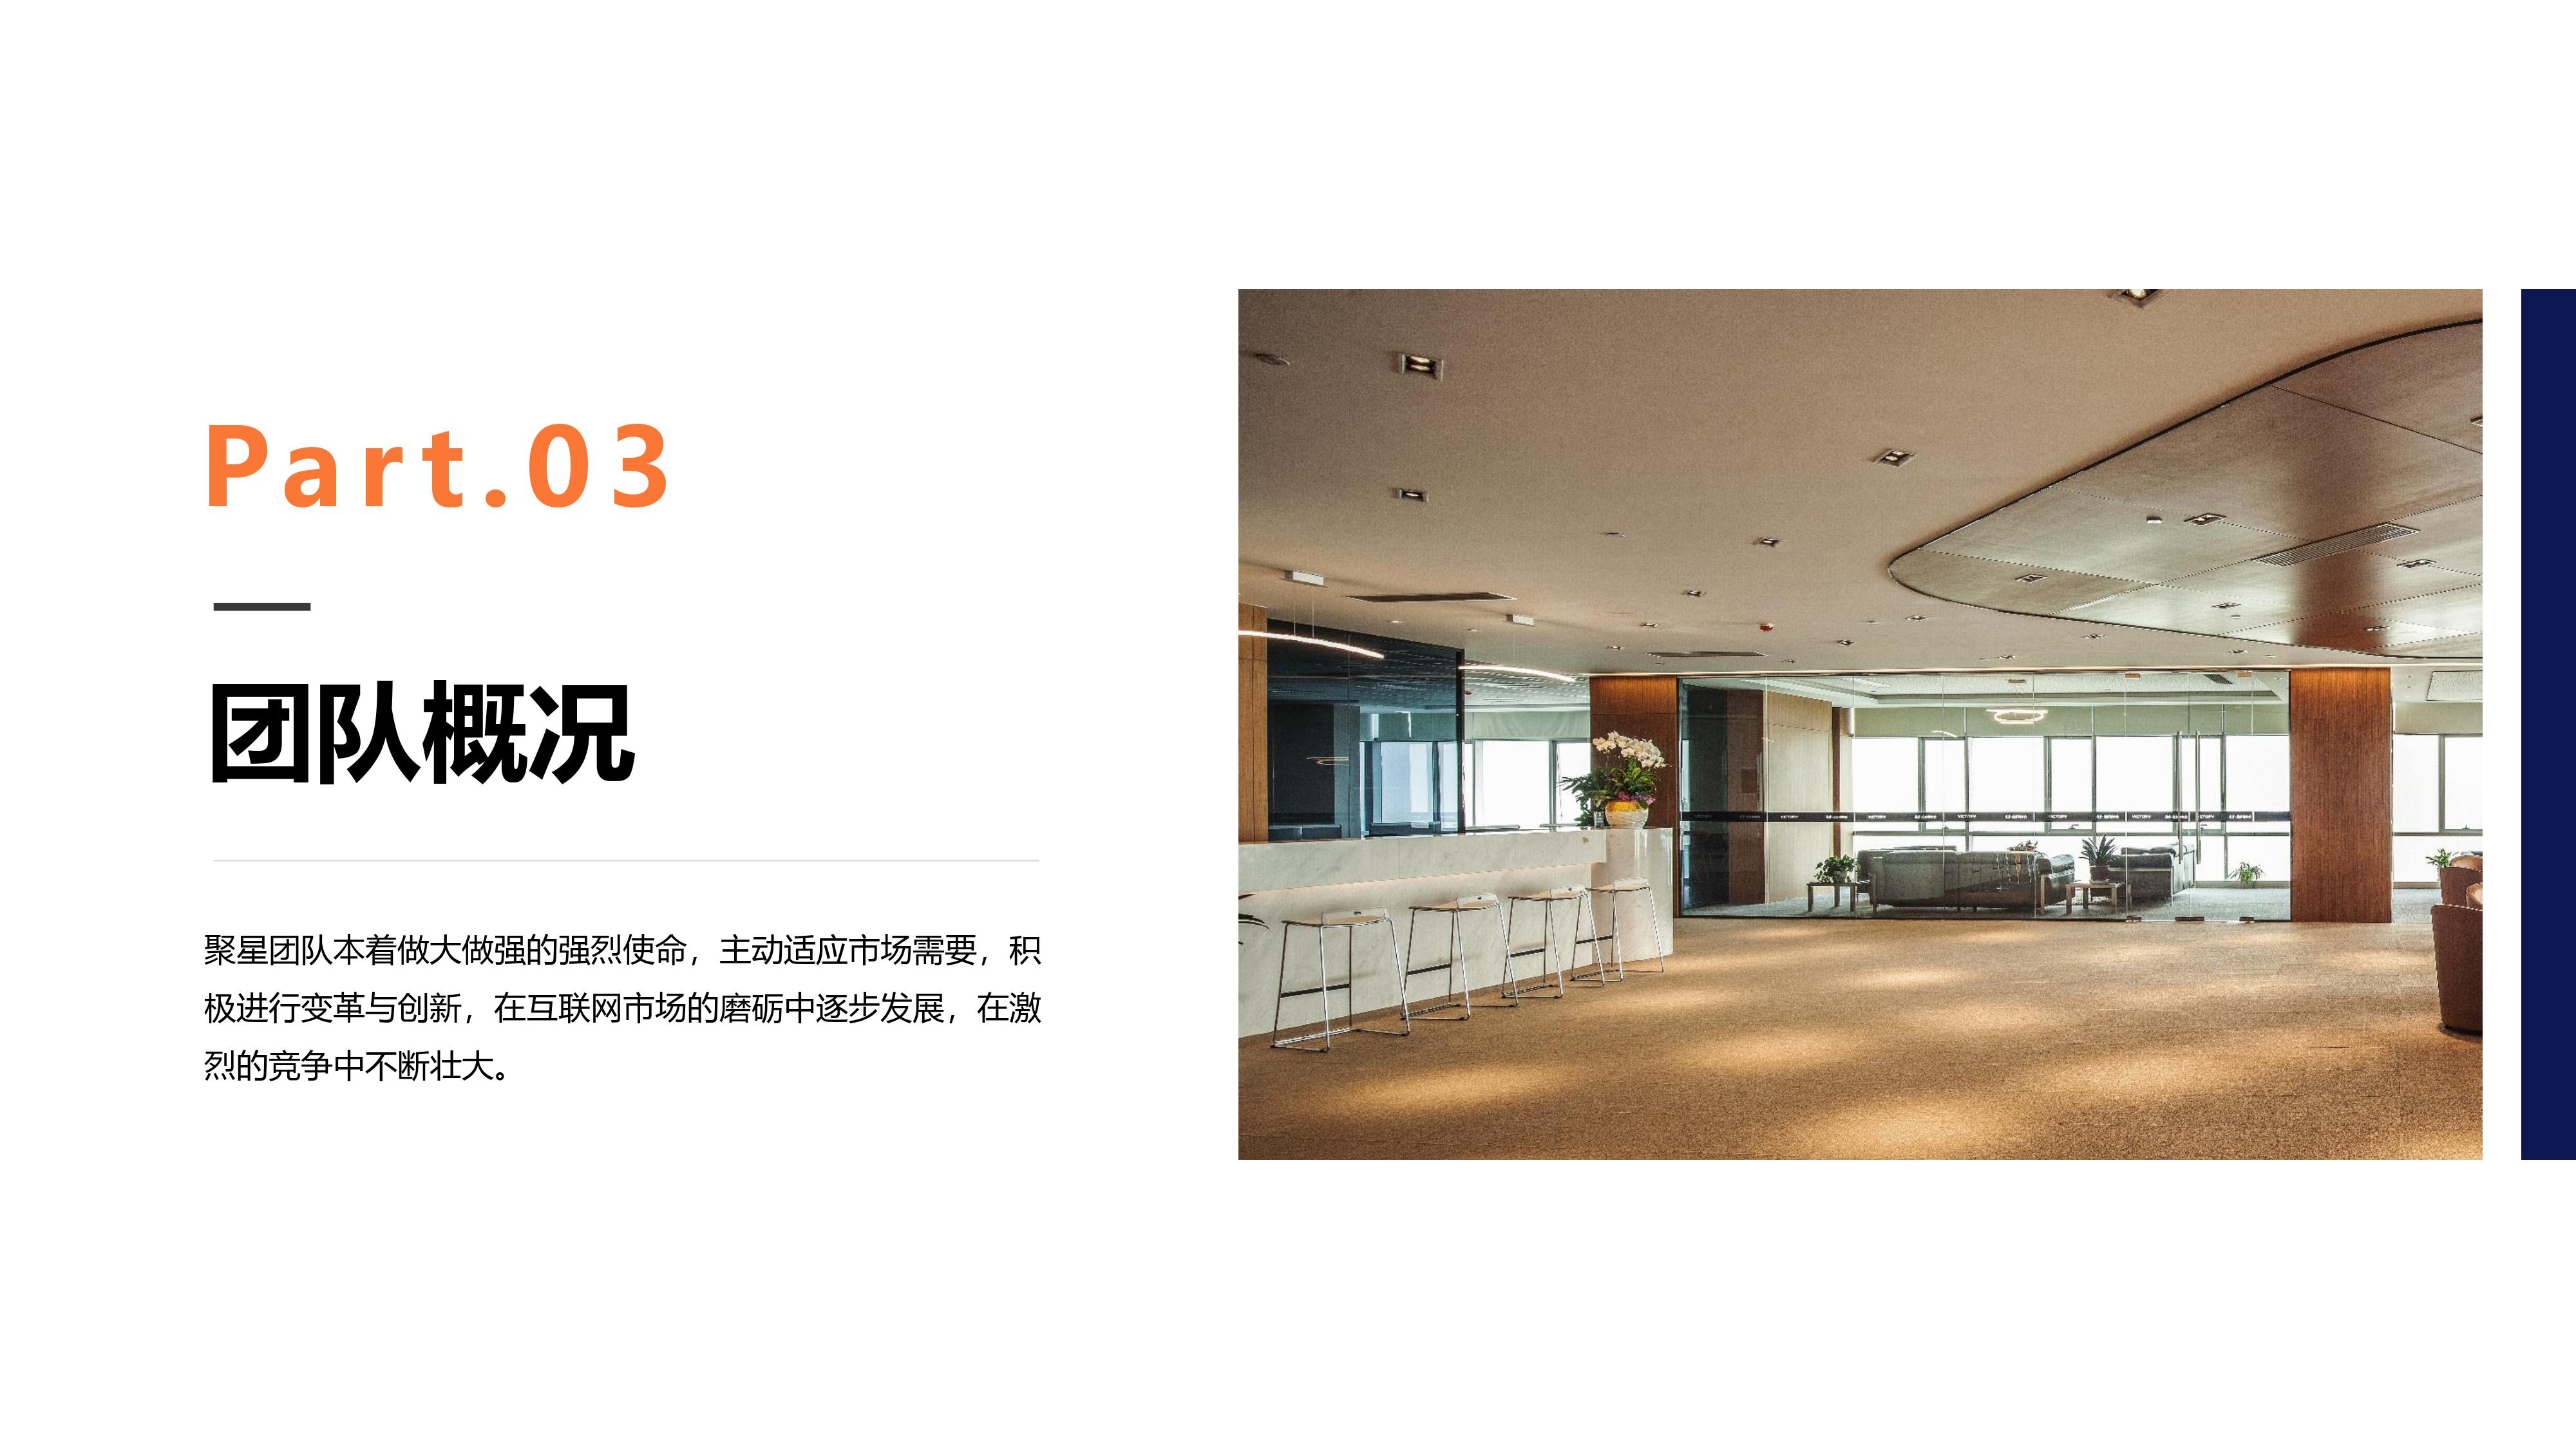 Part.03
团队概况
聚星团队本着做大做强的强烈使命，主动适应市场需要，积
极进行变革与创新，在互联网市场的磨砺中逐步发展，在激
烈的竞争中不断壮大。